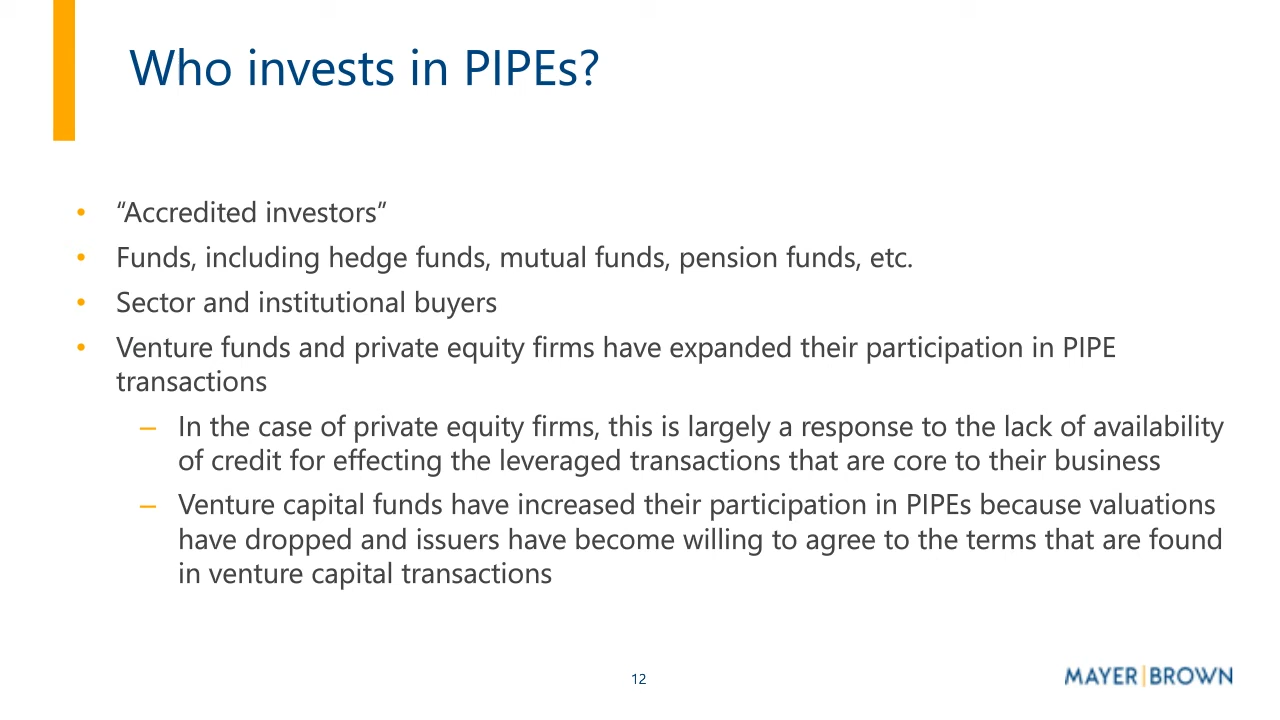 Who invests in PIPEs?
• “Accredited investors”
• Funds, including hedge funds, mutual funds, pension funds, etc.
• Sector and institutional buyers
• Venture funds and private equity firms have expanded their participation in PIPE
transactions
– In the case of private equity firms, this is largely a response to the lack of availability
of credit for effecting the leveraged transactions that are core to their business
– Venture capital funds have increased their participation in PIPEs because valuations
have dropped and issuers have become willing to agree to the terms that are found
in venture capital transactions
12
MAYER|BROWN